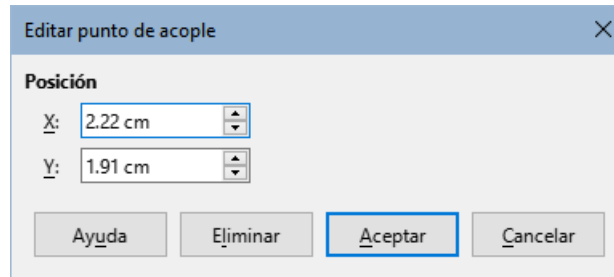 Editar punto de acople
Posición
X: 2.22 cm
Y: 1.91 cm
Ayuda Eliminar Aceptar Cancelar